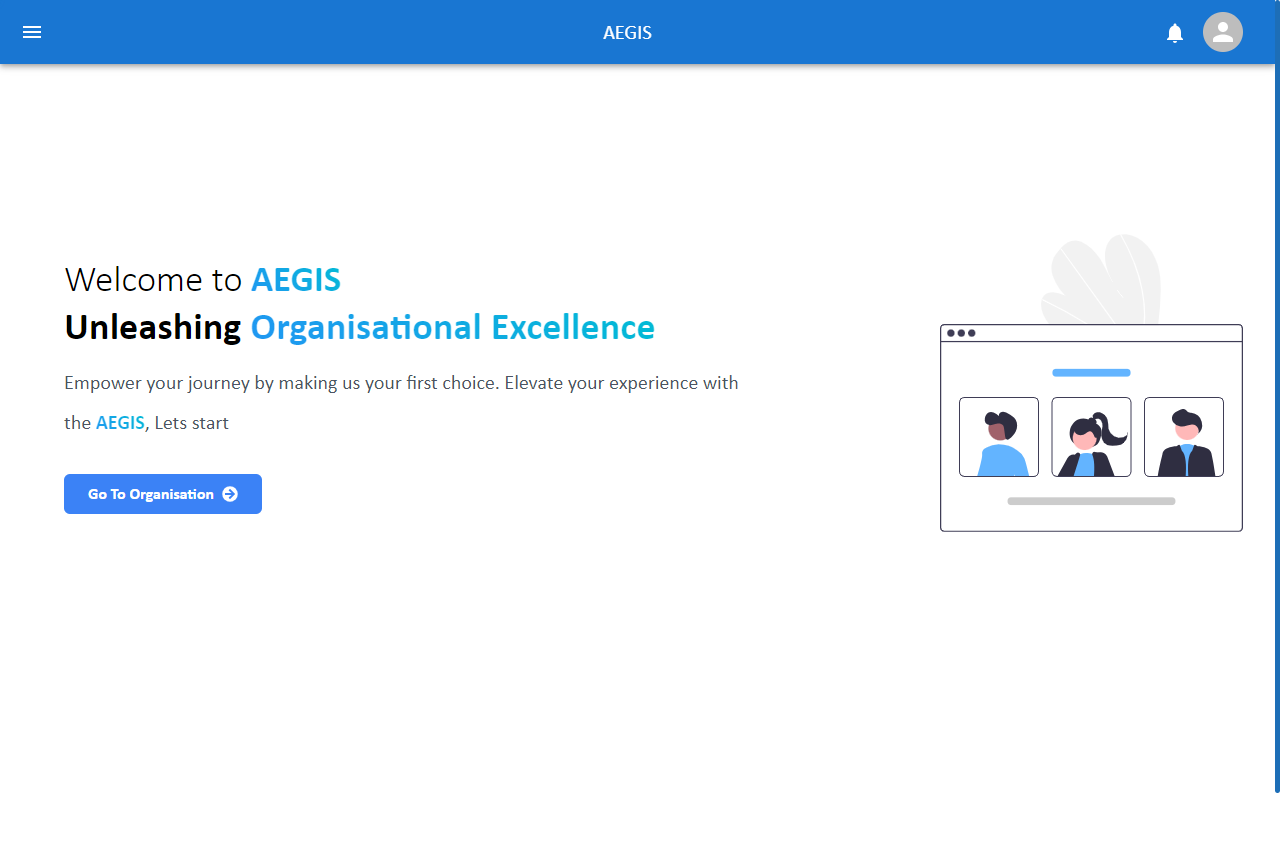 AEGIS
Welcome to AEGIS
Unleashing Organisational Excellence
Empower your journey by making us your first choice. Elevate your experience with
the AEGIS, Lets start
Go To Organisation